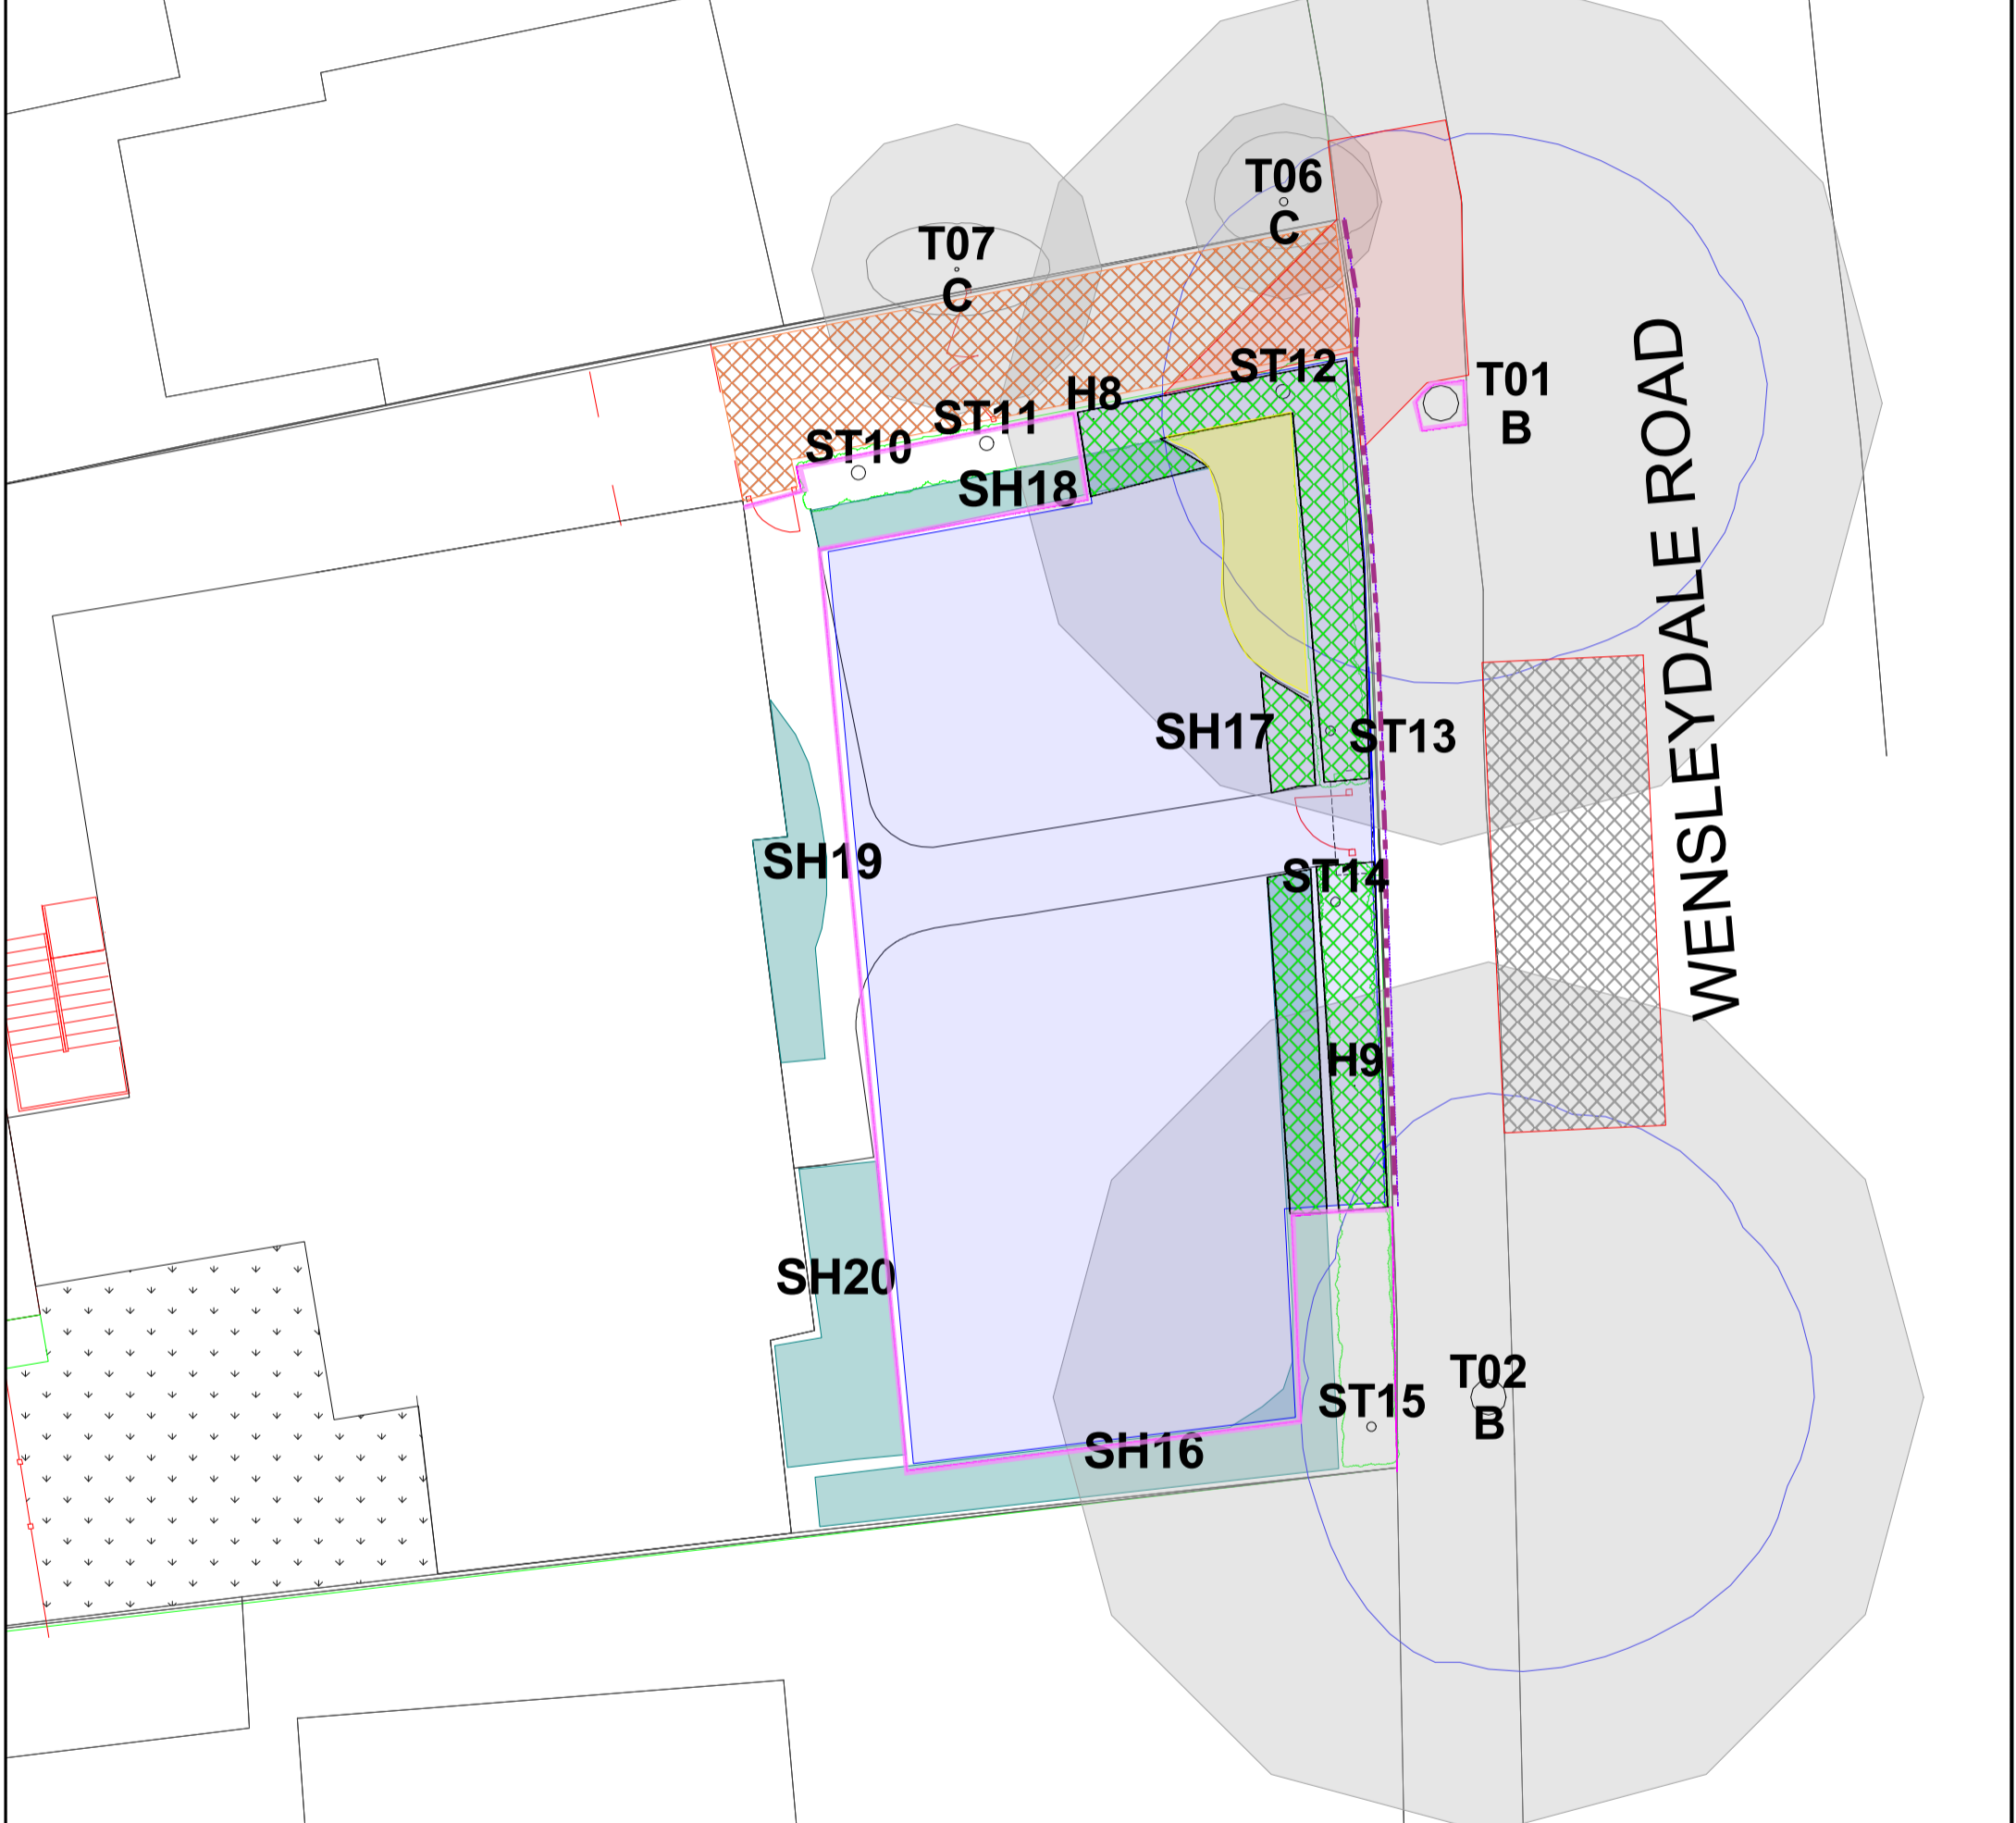 T06
C
T07
C
ST12
T01
B
H8
ST11
ST10
SH18
WENSLEYDALE ROAD
SH17
ST13
SH19
ST14
H9
SH20
T02
B
ST15
SH16